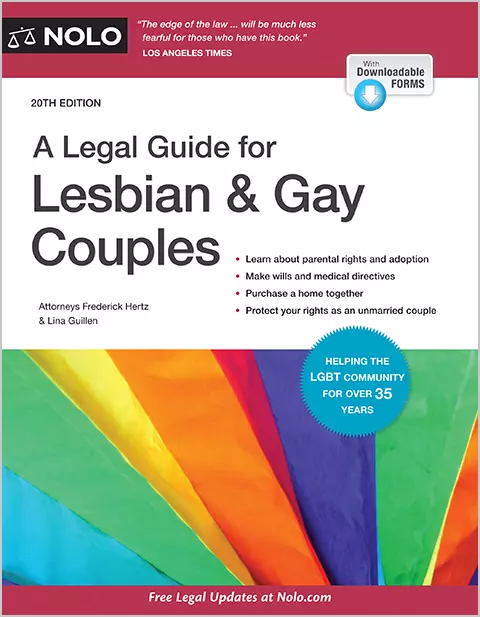 NOLO
"The edge of the law ... will be much less
fearful for those who have this book."
LOS ANGELES TIMES
With
Downloadable
FORMS
20TH EDITION
A Legal Guide for
Lesbian & Gay
Couples
• Learn about parental rights and adoption
• Make wills and medical directives
• Purchase a home together
• Protect your rights as an unmarried couple
Attorneys Frederick Hertz
& Lina Guillen
HELPING THE
LGBT COMMUNITY
FOR OVER 35
YEARS
Free Legal Updates at Nolo.com